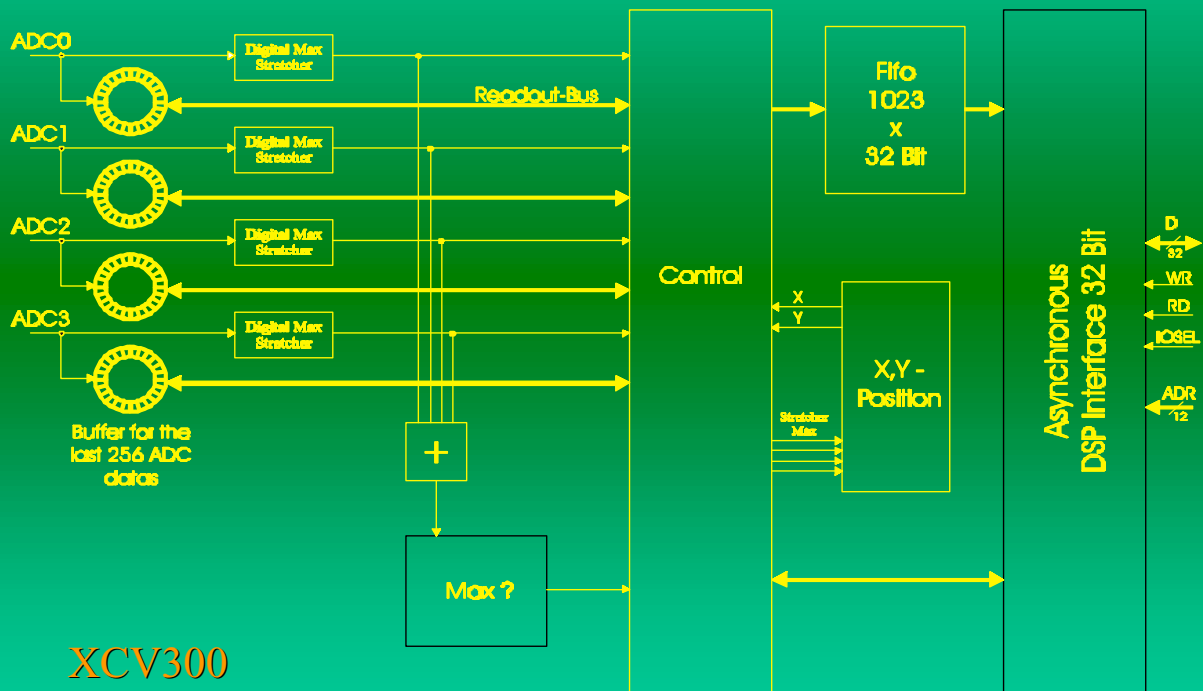 ADC0
Digital Max
Stretcher
Readout-Bus
ADC1
Digital Max
Stretcher
ADC2
Digital Max
Stretcher
ADC3
Digital Max
Stretcher
Buffer for the
last 256 ADC
datas
+
Max ?
Control
Fifo
1023
x
32 Bit
X
Y
X,Y -
Position
Stretcher
Max
Asynchronous
DSP Interface 32 Bit
D
32
WR
RD
IOSEL
ADR
12
XCV300